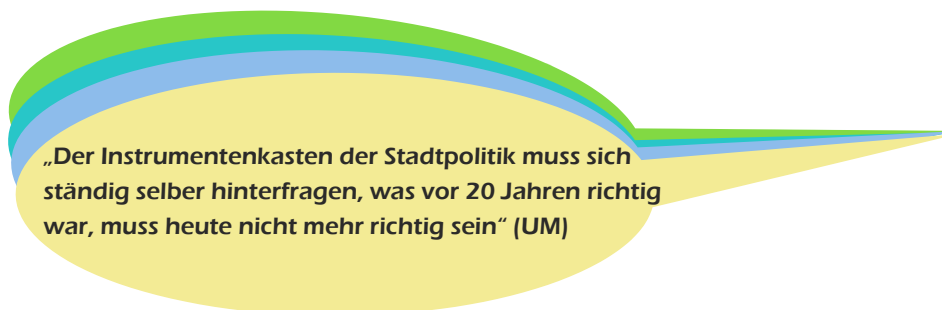 „Der Instrumentenkasten der Stadtpolitik muss sich
ständig selber hinterfragen, was vor 20 Jahren richtig
war, muss heute nicht mehr richtig sein“ (UM)